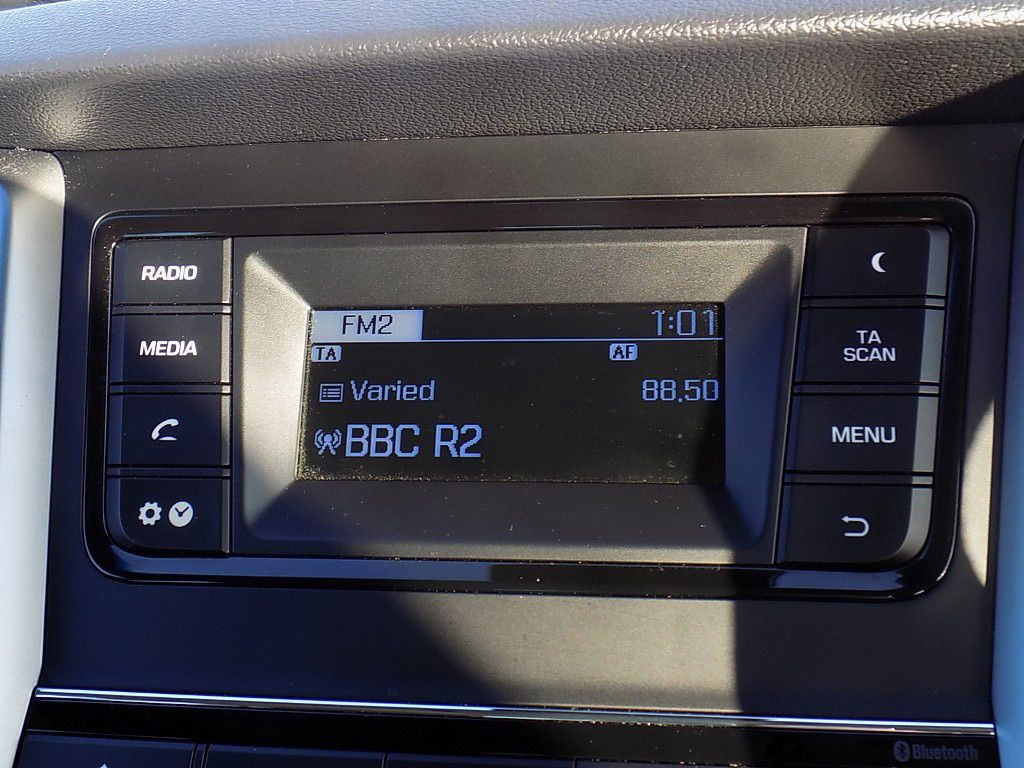 RADIO
MEDIA
FM2 1:01
TA AF
Varied 88.50
BBC R2
TA
SCAN
MENU
Bluetooth